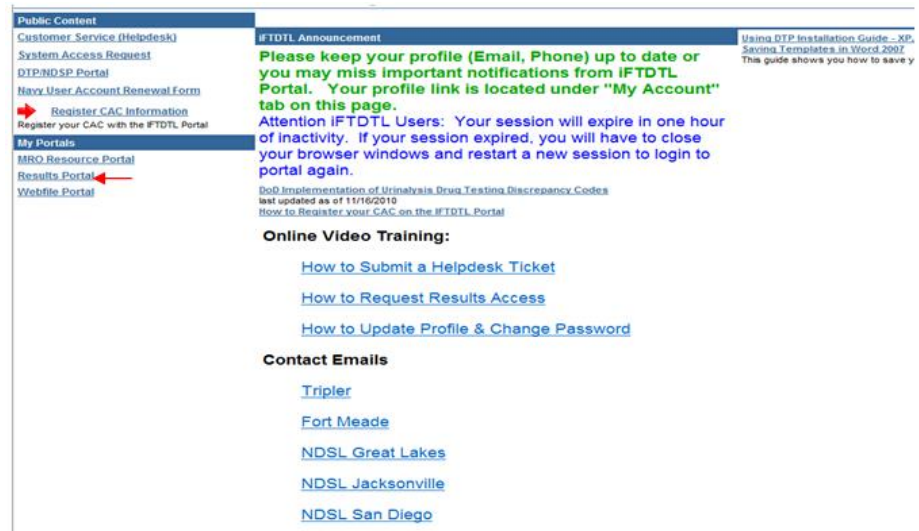 Public Content
Customer Service (Helpdesk)
System Access Request
DTP/NDSP Portal
Navy User Account Renewal Form
Register CAC Information
Register your CAC with the iFTDTL Portal
My Portals
MRO Resource Portal
Results Portal
Webfile Portal
iFTDTL Announcement
Please keep your profile (Email, Phone) up to date or
you may miss important notifications from iFTDTL
Portal. Your profile link is located under "My Account"
tab on this page.
Attention iFTDTL Users: Your session will expire in one hour
of inactivity. If your session expired, you will have to close
your browser windows and restart a new session to login to
portal again.
DoD Implementation of Urinalysis Drug Testing Discrepancy Codes
last updated as of 11/16/2010
How to Register your CAC on the iFTDTL Portal
Online Video Training:
How to Submit a Helpdesk Ticket
How to Request Results Access
How to Update Profile & Change Password
Contact Emails
Tripler
Fort Meade
NDSL Great Lakes
NDSL Jacksonville
NDSL San Diego
Using DTP Installation Guide - XP,
Saving Templates in Word 2007
This guide shows you how to save y